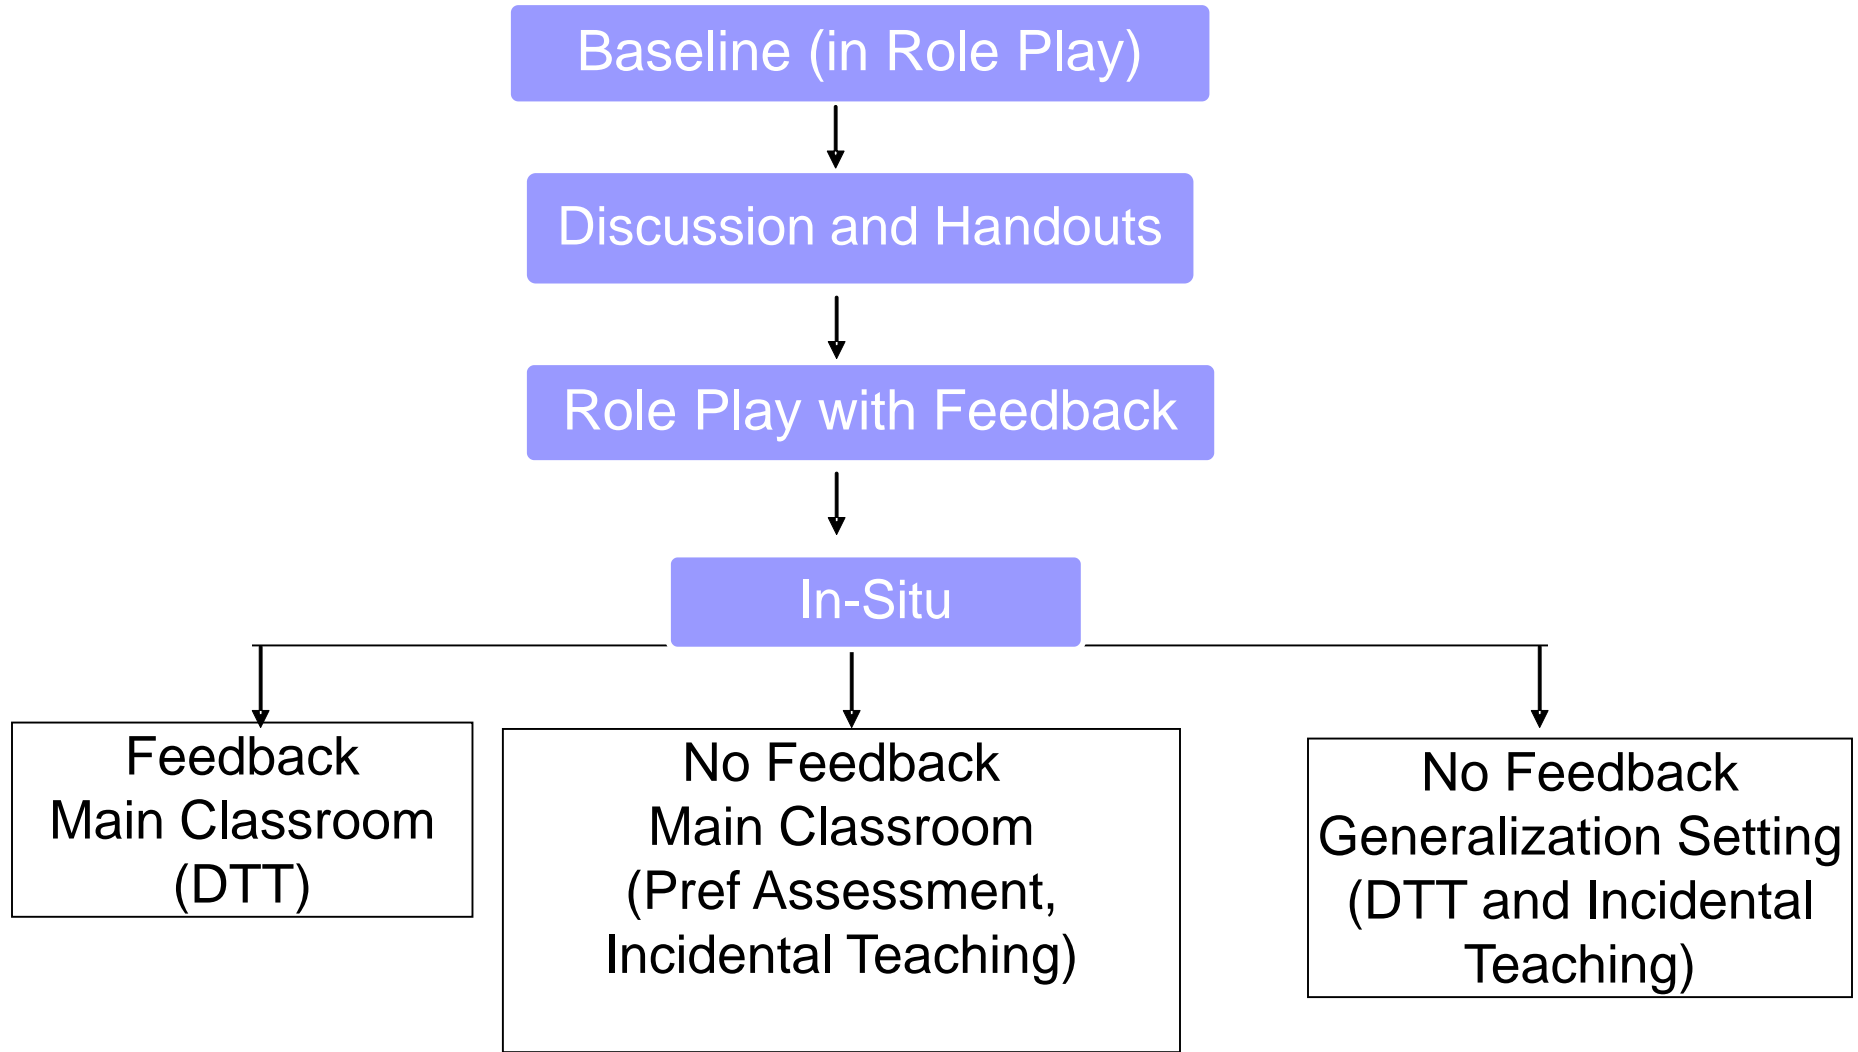 Baseline (in Role Play)
Discussion and Handouts
Role Play with Feedback
In-Situ
Feedback
Main Classroom
(DTT)
No Feedback
Main Classroom
(Pref Assessment,
Incidental Teaching)
No Feedback
Generalization Setting
(DTT and Incidental
Teaching)